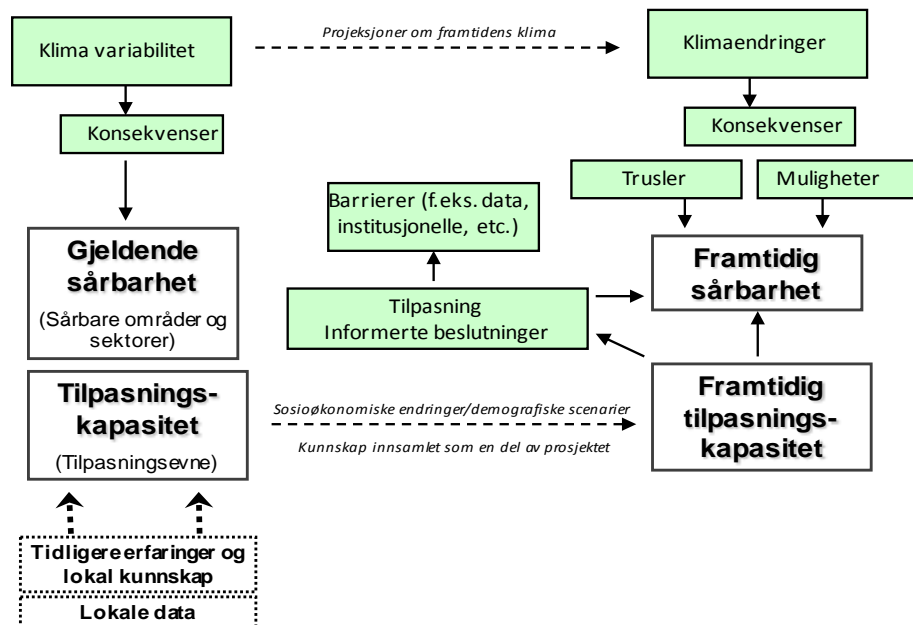 Klima variabilitet
Projeksjoner om framtidens klima
Klimaendringer
Konsekvenser
Konsekvenser
Trusler
Muligheter
Barrierer (f.eks. data,
institusjonelle, etc.)
Gjeldende
sårbarhet
(Sårbare områder og
sektorer)
Tilpasning
Informerte beslutninger
Framtidig
sårbarhet
Tilpasnings-
kapasitet
(Tilpasningsevne)
Sosioøkonomiske endringer/demografiske scenarier
Kunnskap innsamlet som en del av prosjektet
Framtidig
tilpasnings-
kapasitet
Tidligere erfaringer og
lokal kunnskap
Lokale data